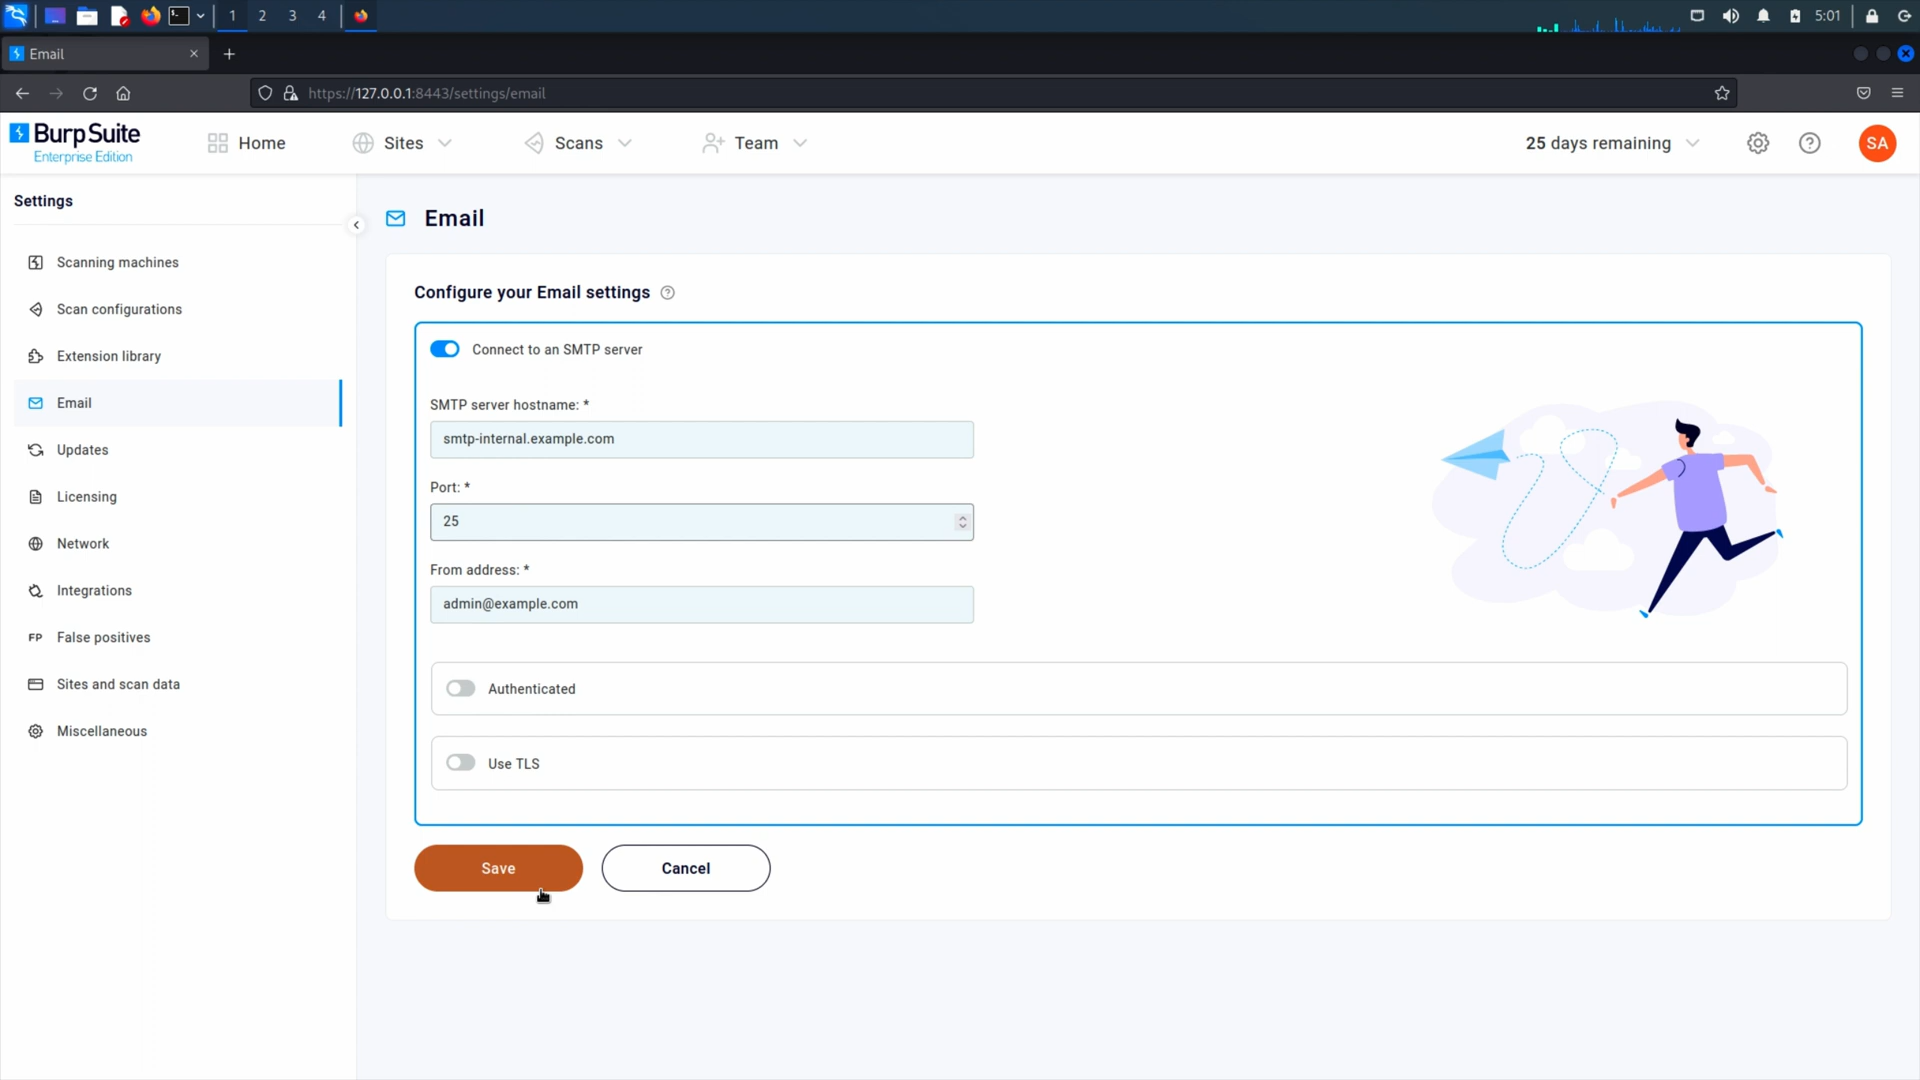 1 2 3 4
5:01
Email
https://127.0.0.1:8443/settings/email
Burp Suite
Enterprise Edition
Home
Sites
Scans
Team
25 days remaining
SA
Settings
Scanning machines
Scan configurations
Extension library
Email
Updates
Licensing
Network
Integrations
FP False positives
Sites and scan data
Miscellaneous
Email
Configure your Email settings
Connect to an SMTP server
SMTP server hostname: *
smtp-internal.example.com
Port: *
25
From address: *
admin@example.com
Authenticated
Use TLS
Save
Cancel